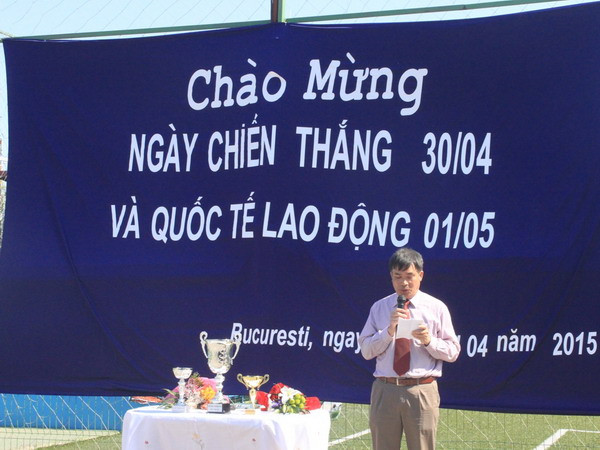 Chào Mừng
NGÀY CHIẾN THẮNG 30/04
VÀ QUỐC TẾ LAO ĐỘNG 01/05
Bucuresti, ngày 04 năm 2015